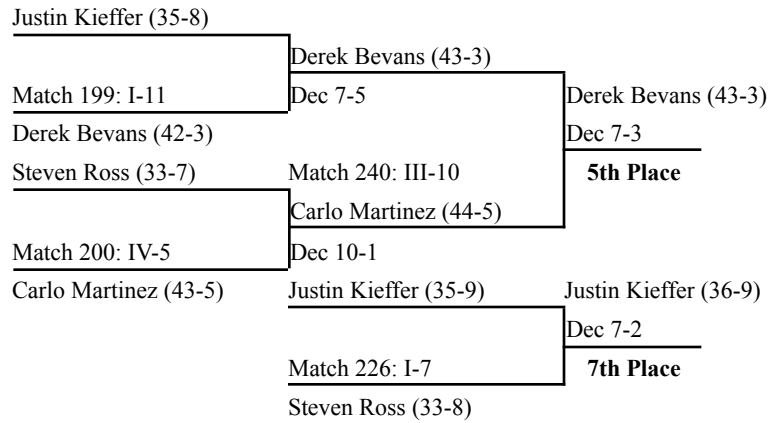 Justin Kieffer (35-8)
Derek Bevans (43-3)
Match 199: I-11
Dec 7-5
Derek Bevans (43-3)
Derek Bevans (42-3)
Dec 7-3
Steven Ross (33-7)
Match 240: III-10
5th Place
Carlo Martinez (44-5)
Match 200: IV-5
Dec 10-1
Carlo Martinez (43-5)
Justin Kieffer (35-9)
Justin Kieffer (36-9)
Dec 7-2
Match 226: I-7
7th Place
Steven Ross (33-8)